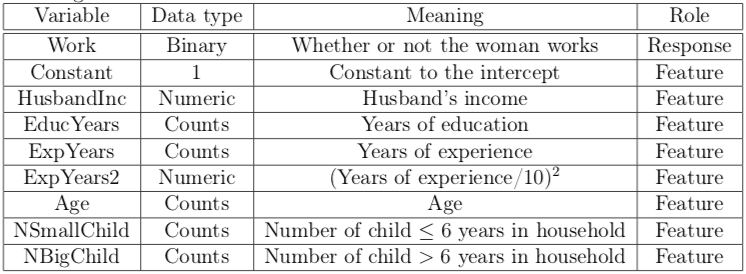 Variable Data type Meaning Role
Work Binary Whether or not the woman works Response
Constant 1 Constant to the intercept Feature
HusbandInc Numeric Husband's income Feature
EducYears Counts Years of education Feature
ExpYears Counts Years of experience Feature
ExpYears2 Numeric (Years of experience/10)² Feature
Age Counts Age Feature
NSmallChild Counts Number of child ≤ 6 years in household Feature
NBigChild Counts Number of child > 6 years in household Feature